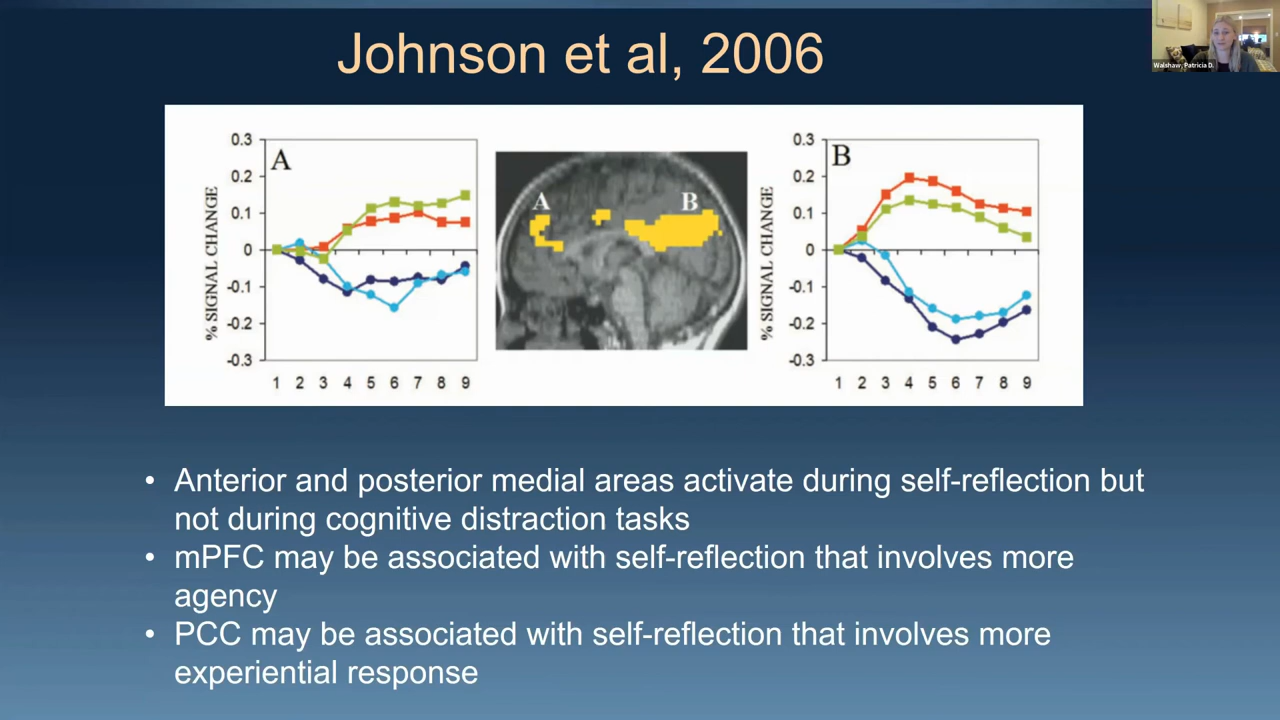 Johnson et al, 2006
Walshaw, Patricia D.
A
% SIGNAL CHANGE
0.3
0.2
0.1
0
-0.1
-0.2
-0.3
1 2 3 4 5 6 7 8 9
A B
B
% SIGNAL CHANGE
0.3
0.2
0.1
0
-0.1
-0.2
-0.3
1 2 3 4 5 6 7 8 9
• Anterior and posterior medial areas activate during self-reflection but
not during cognitive distraction tasks
• mPFC may be associated with self-reflection that involves more
agency
• PCC may be associated with self-reflection that involves more
experiential response